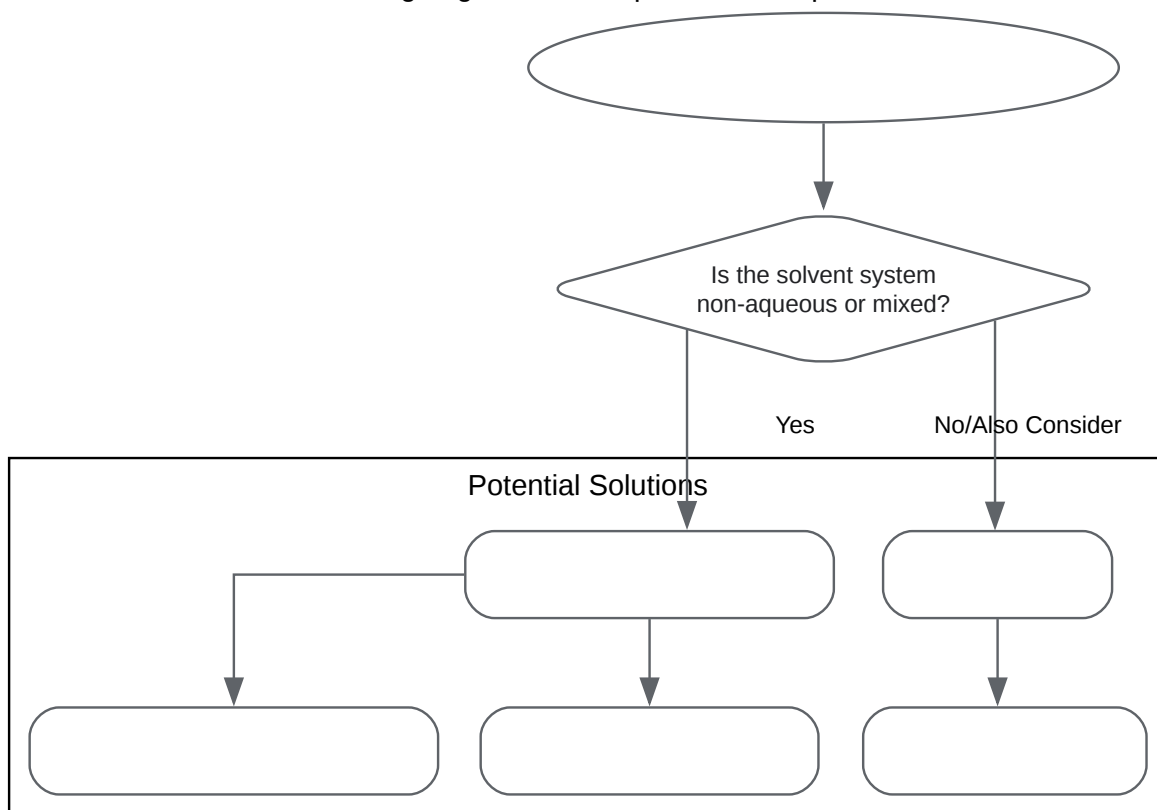 Is the solvent system
non-aqueous or mixed?
Yes
No/Also Consider
Potential Solutions